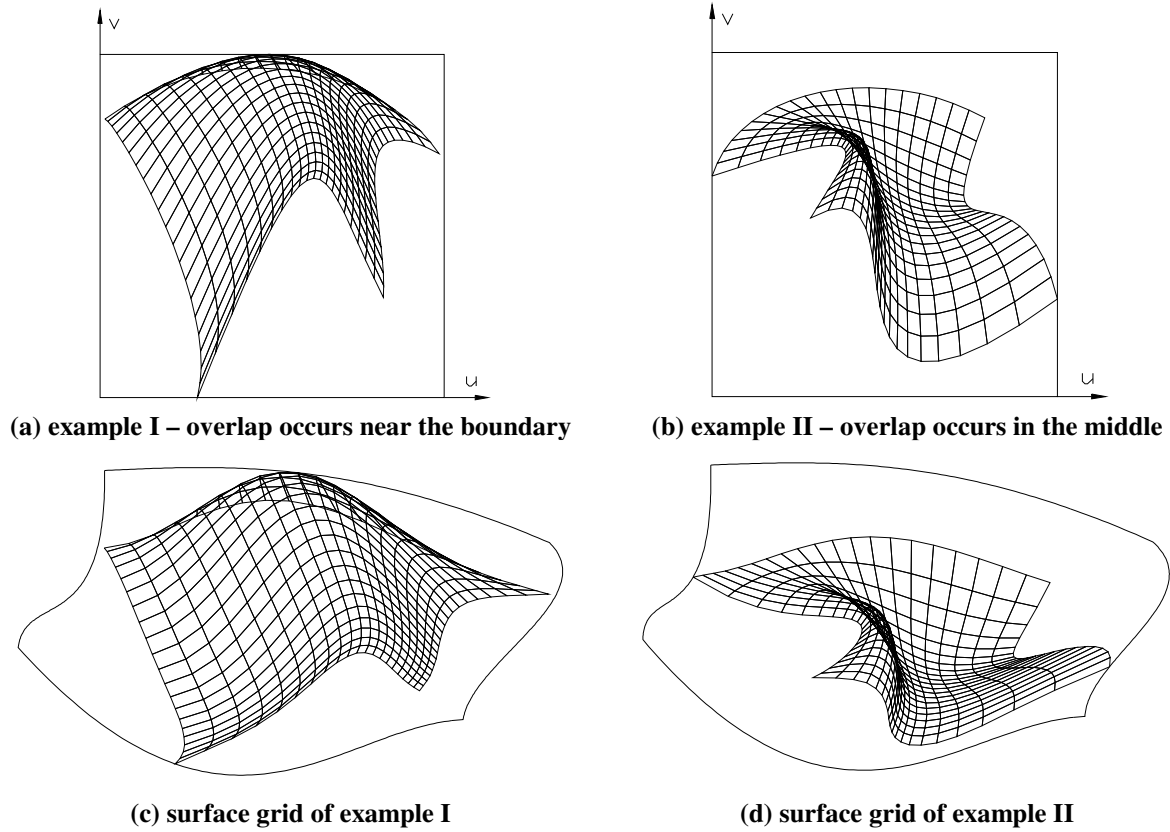 v
v
u
u
(a) example I – overlap occurs near the boundary
(b) example II – overlap occurs in the middle
(c) surface grid of example I
(d) surface grid of example II